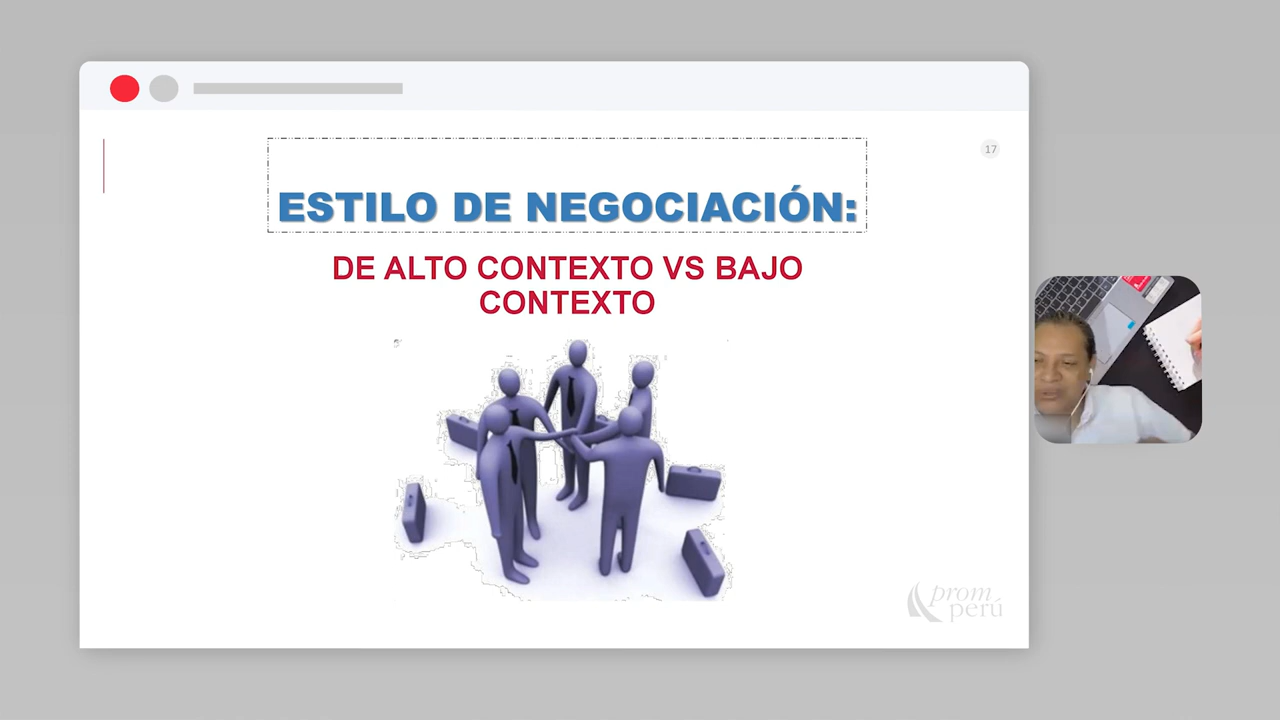 17
ESTILO DE NEGOCIACIÓN:
DE ALTO CONTEXTO VS BAJO
CONTEXTO
prom
perú